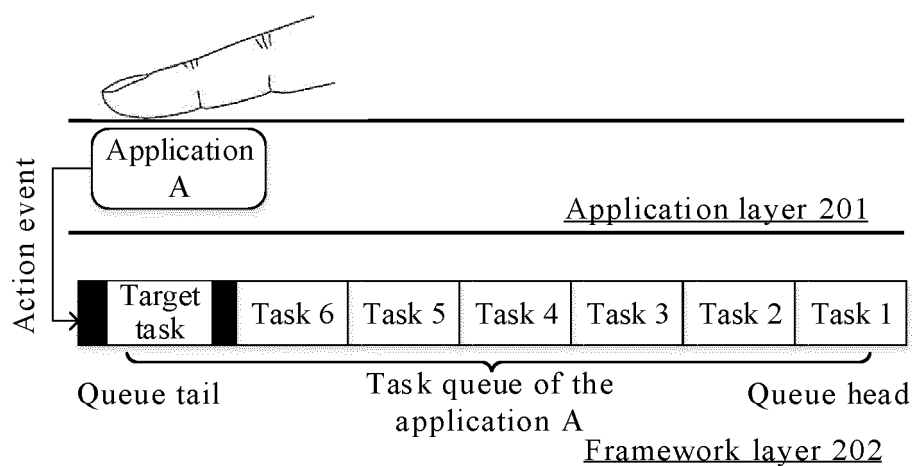 Application
A
Action event
Application layer 201
Target
task
Task 6
Task 5
Task 4
Task 3
Task 2
Task 1
Queue tail
Task queue of the
application A
Queue head
Framework layer 202